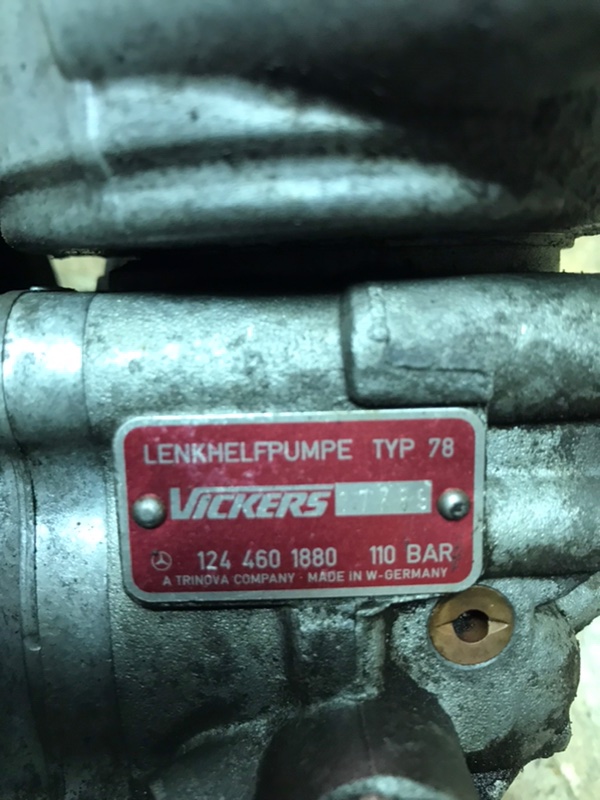 LENKHELFPUMPE TYP 78
VICKERS
124 460 1880 110 BAR
A TRINOVA COMPANY · MADE IN W-GERMANY